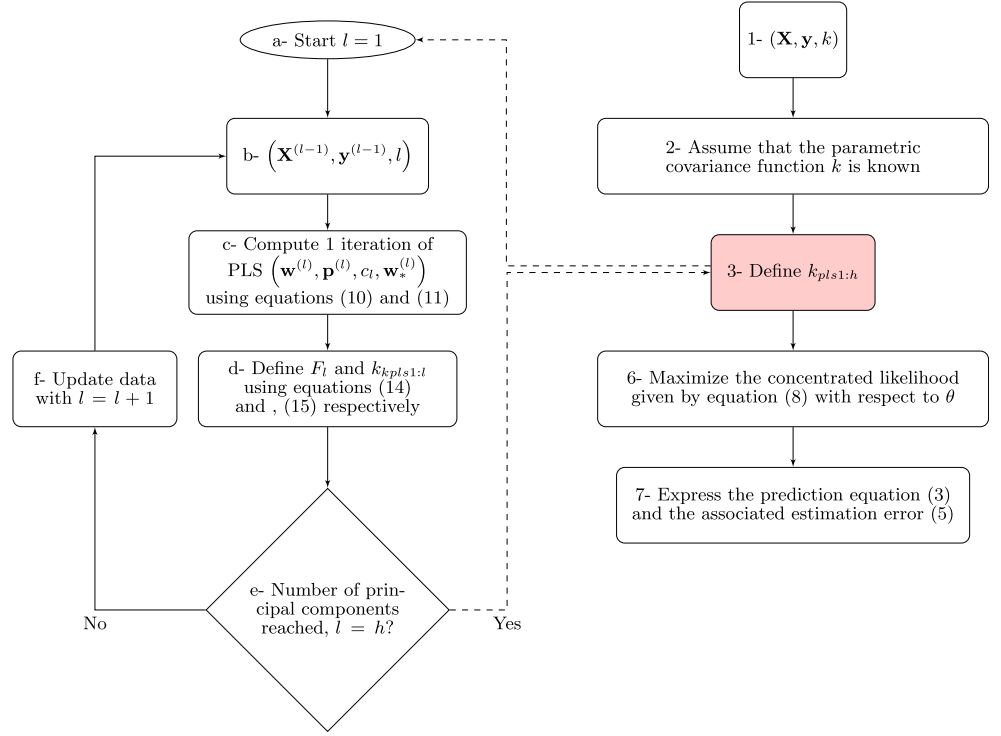 a- Start l = 1
b- (X^(l−1), y^(l−1), l)
c- Compute 1 iteration of
PLS (w^(l), p^(l), c_l, w_*^(l))
using equations (10) and (11)
d- Define F_l and k_kpls1:l
using equations (14)
and , (15) respectively
f- Update data
with l = l + 1
e- Number of prin-
cipal components
reached, l = h?
No
Yes
1- (X, y, k)
2- Assume that the parametric
covariance function k is known
3- Define k_pls1:h
6- Maximize the concentrated likelihood
given by equation (8) with respect to θ
7- Express the prediction equation (3)
and the associated estimation error (5)